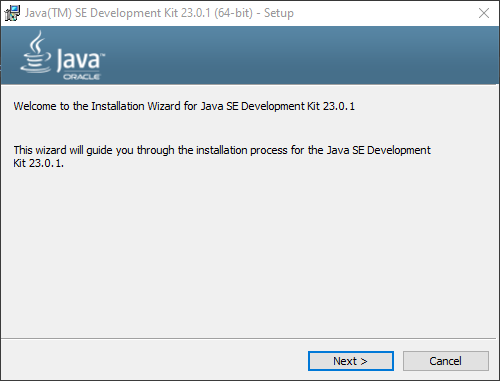 Java(TM) SE Development Kit 23.0.1 (64-bit) - Setup
Java™
ORACLE
Welcome to the Installation Wizard for Java SE Development Kit 23.0.1
This wizard will guide you through the installation process for the Java SE Development
Kit 23.0.1.
Next >
Cancel